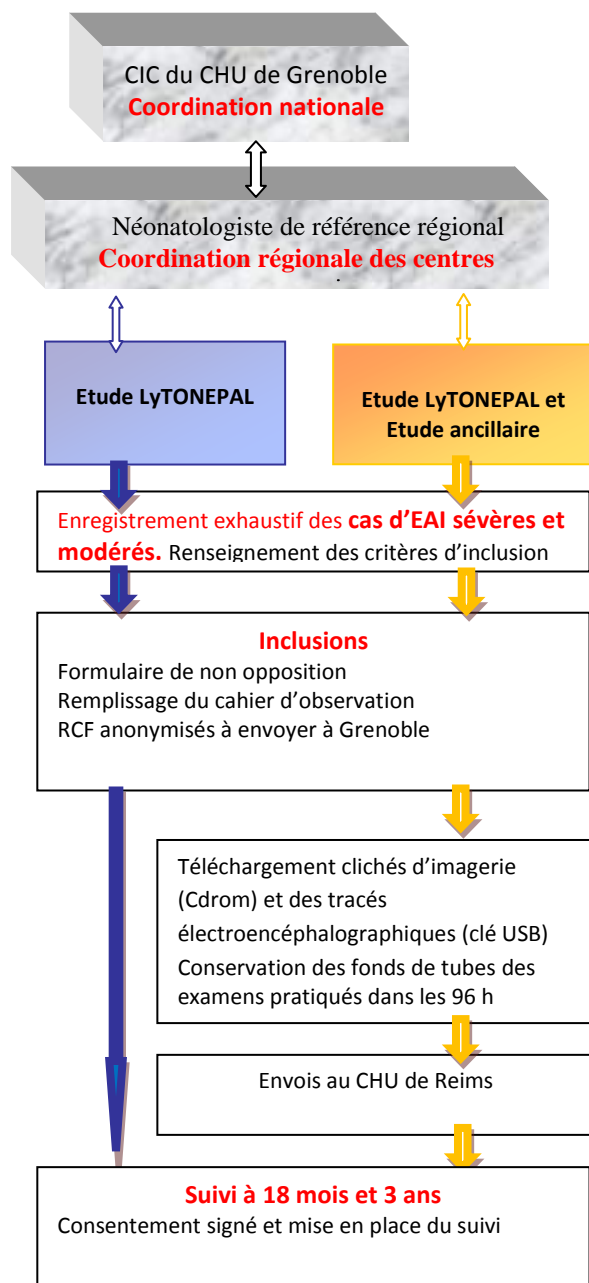 CIC du CHU de Grenoble
Coordination nationale
Néonatologiste de référence régional
Coordination régionale des centres
Etude LyTONEPAL
Etude LyTONEPAL et
Etude ancillaire
Enregistrement exhaustif des cas d’EAI sévères et
modérés. Renseignement des critères d’inclusion
Inclusions
Formulaire de non opposition
Remplissage du cahier d’observation
RCF anonymisés à envoyer à Grenoble
Téléchargement clichés d’imagerie
(Cdrom) et des tracés
électroencéphalographiques (clé USB)
Conservation des fonds de tubes des
examens pratiqués dans les 96 h
Envois au CHU de Reims
Suivi à 18 mois et 3 ans
Consentement signé et mise en place du suivi